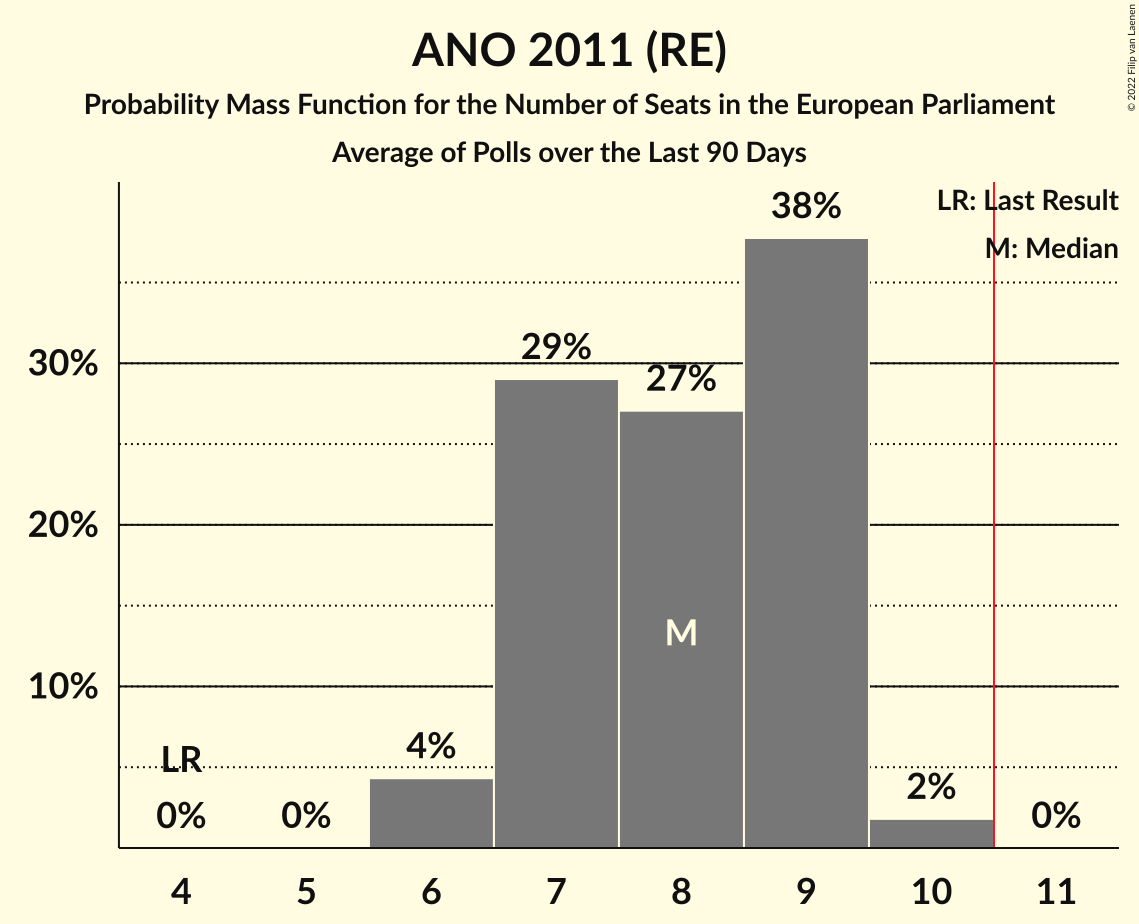 ANO 2011 (RE)
Probability Mass Function for the Number of Seats in the European Parliament
Average of Polls over the Last 90 Days
© 2022 Filip van Laenen
LR: Last Result
M: Median
38%
29%
27%
30%
20%
10%
M
LR
4%
2%
0%
0%
0%
4 5 6 7 8 9 10 11